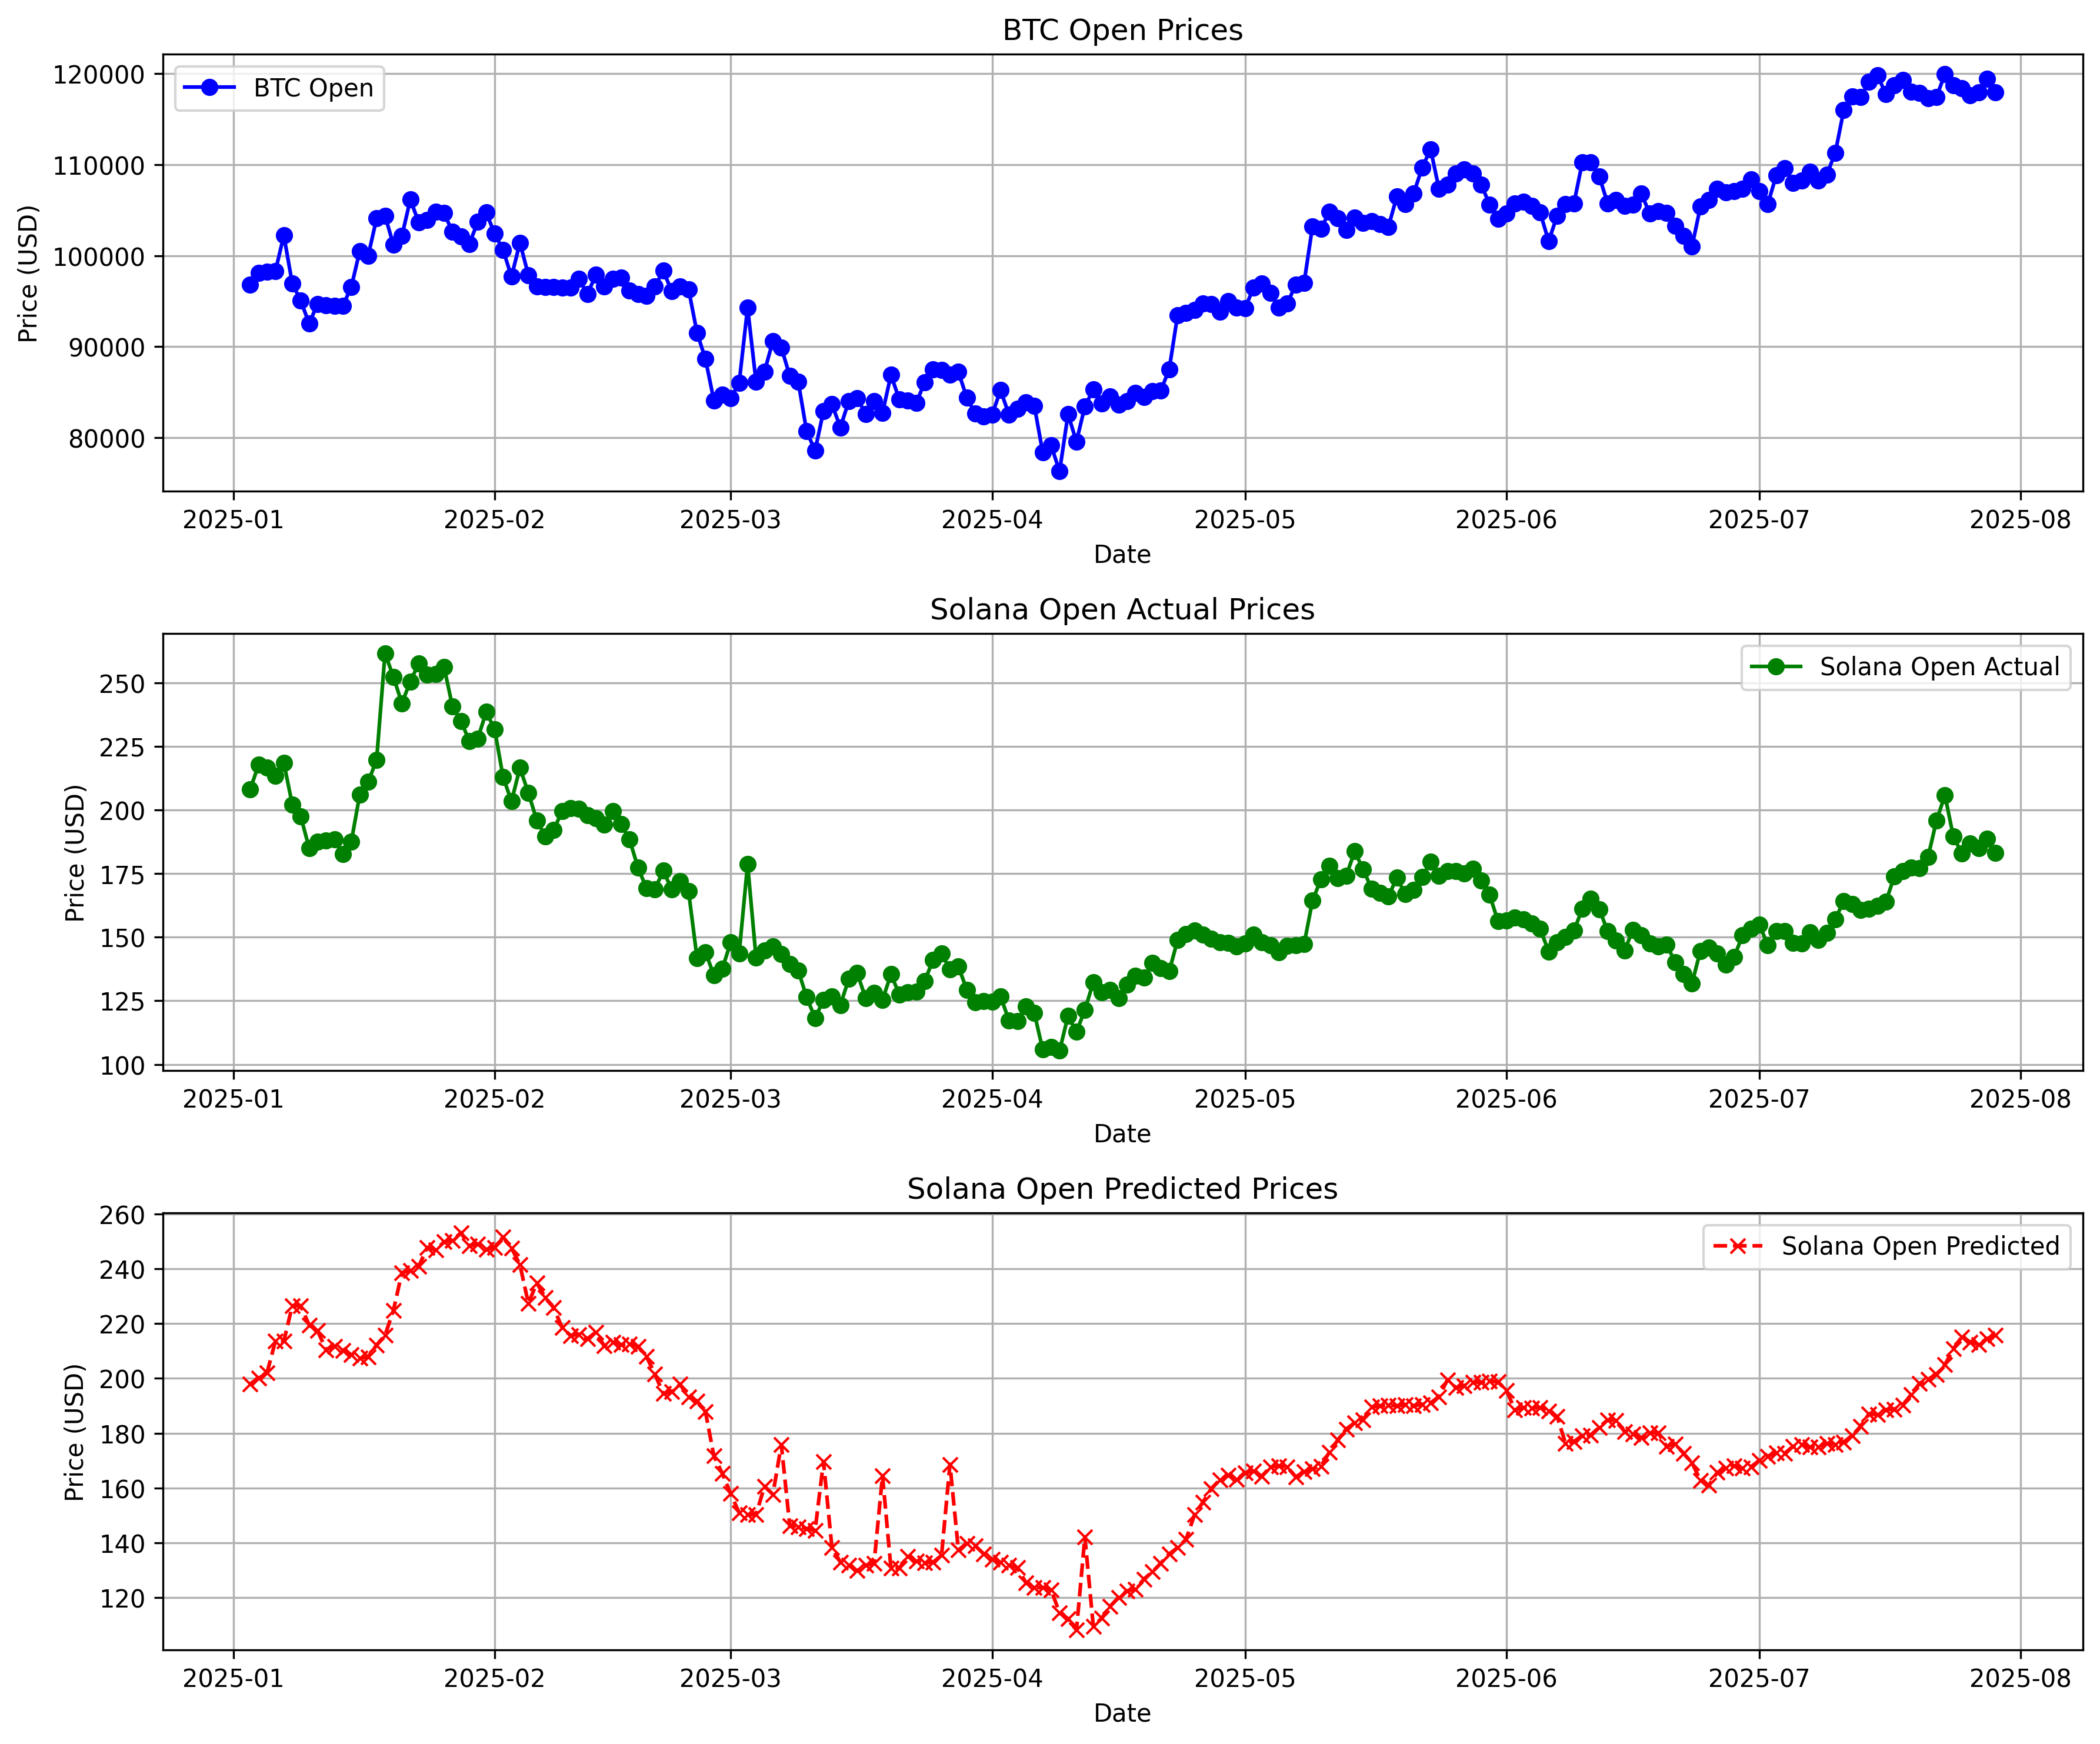 BTC Open Prices
BTC Open
120000
110000
100000
90000
80000
Price (USD)
2025-01 2025-02 2025-03 2025-04 2025-05 2025-06 2025-07 2025-08
Date
Solana Open Actual Prices
Solana Open Actual
250
225
200
175
150
125
100
Price (USD)
2025-01 2025-02 2025-03 2025-04 2025-05 2025-06 2025-07 2025-08
Date
Solana Open Predicted Prices
Solana Open Predicted
260
240
220
200
180
160
140
120
Price (USD)
2025-01 2025-02 2025-03 2025-04 2025-05 2025-06 2025-07 2025-08
Date